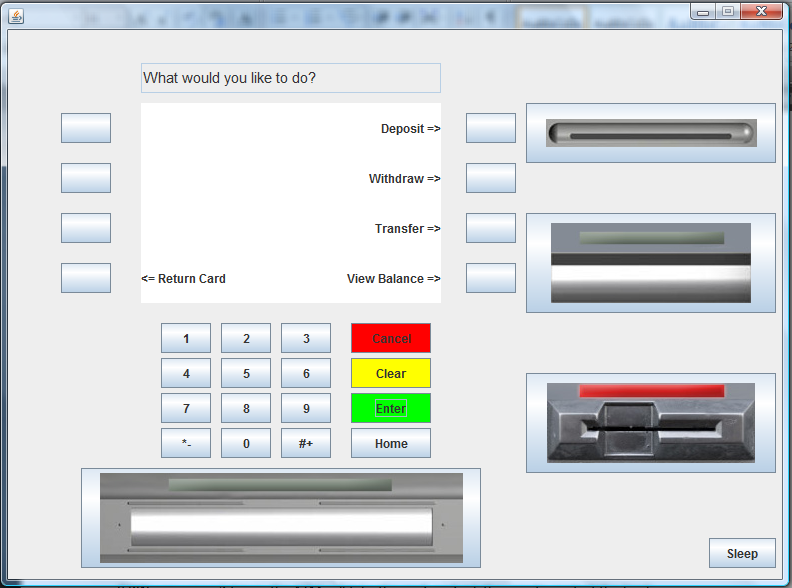 What would you like to do?
Deposit =>
Withdraw =>
Transfer =>
<= Return Card View Balance =>
1 2 3 Cancel
4 5 6 Clear
7 8 9 Enter
*- 0 #+ Home
Sleep